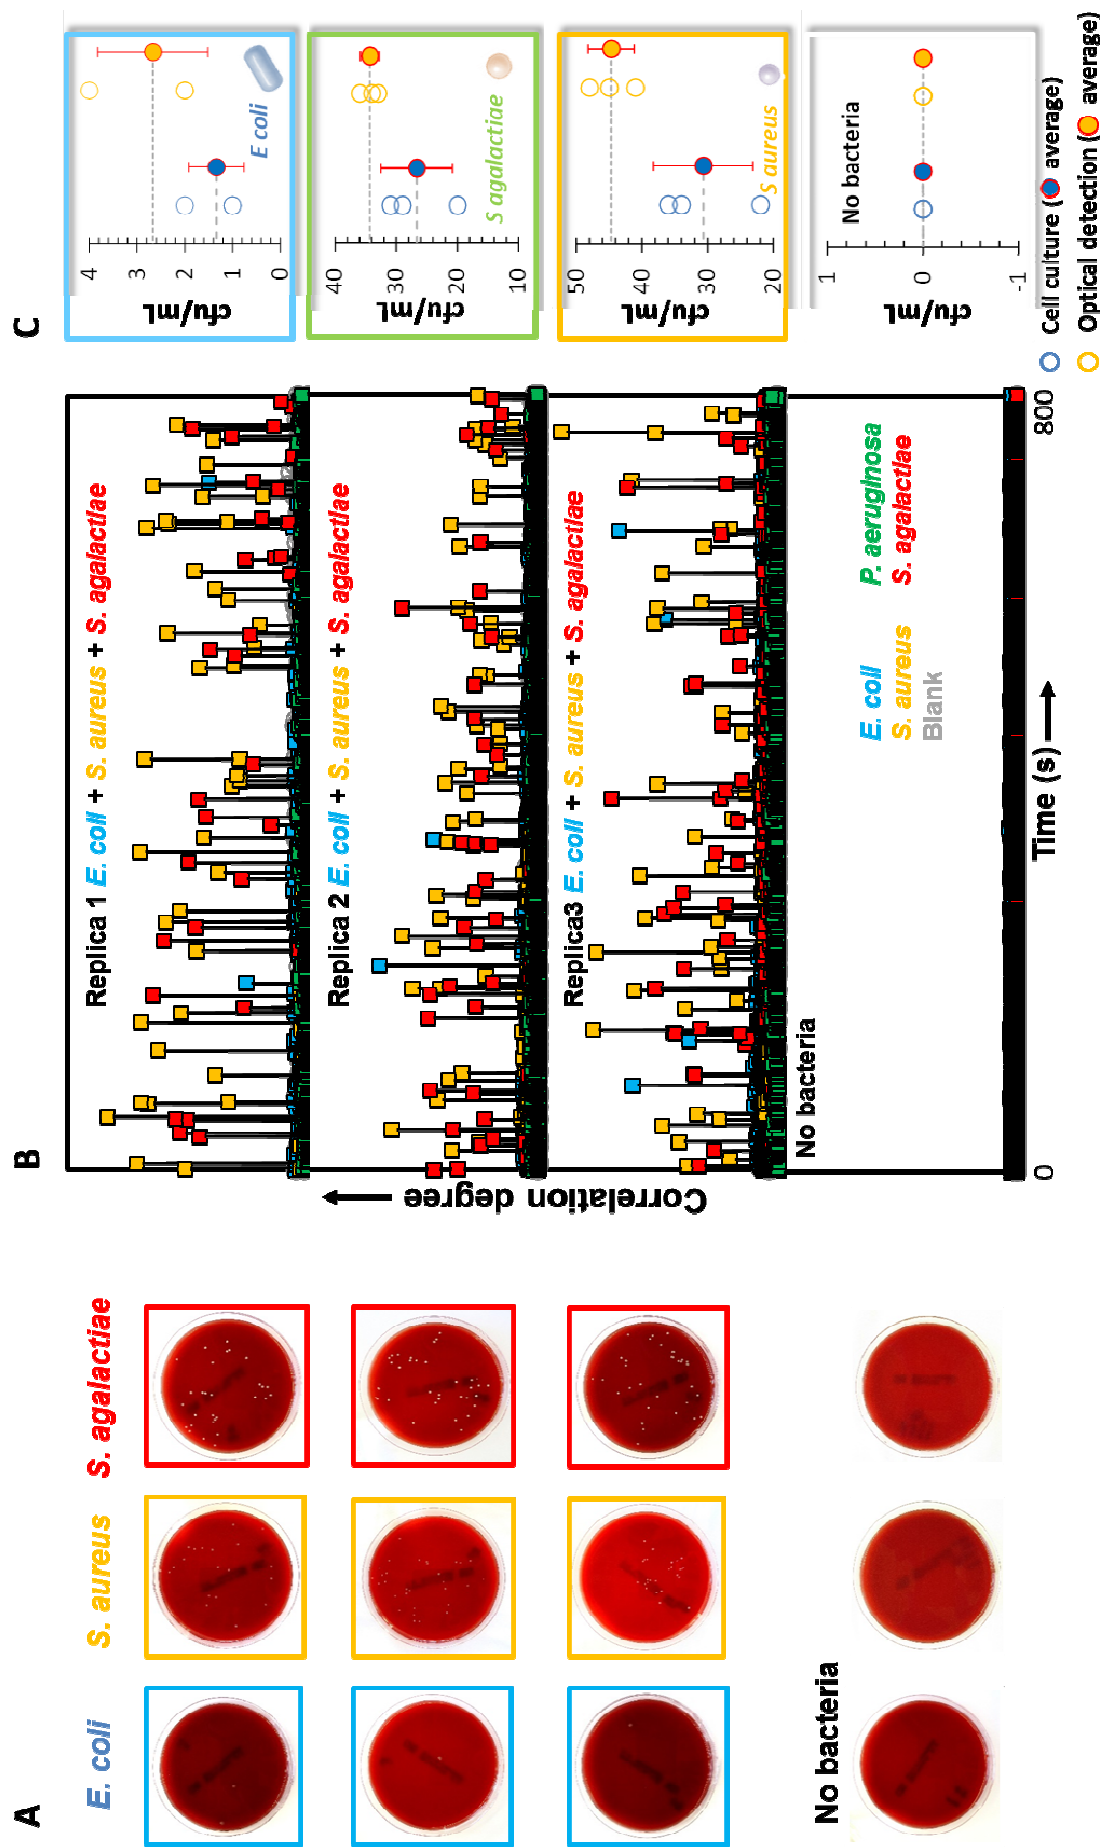 A
E. coli
S. aureus
S. agalactiae
No bacteria
B
Correlation degree
Replica 1 E. coli + S. aureus + S. agalactiae
Replica 2 E. coli + S. aureus + S. agalactiae
Replica3 E. coli + S. aureus + S. agalactiae
No bacteria
E. coli
P. aeruginosa
S. aureus
S. agalactiae
Blank
0
800
Time (s)
C
cfu/mL
4
3
2
1
0
E coli
cfu/mL
40
30
20
10
S agalactiae
cfu/mL
50
40
30
20
S aureus
cfu/mL
1
0
-1
No bacteria
Cell culture ( average)
Optical detection ( average)